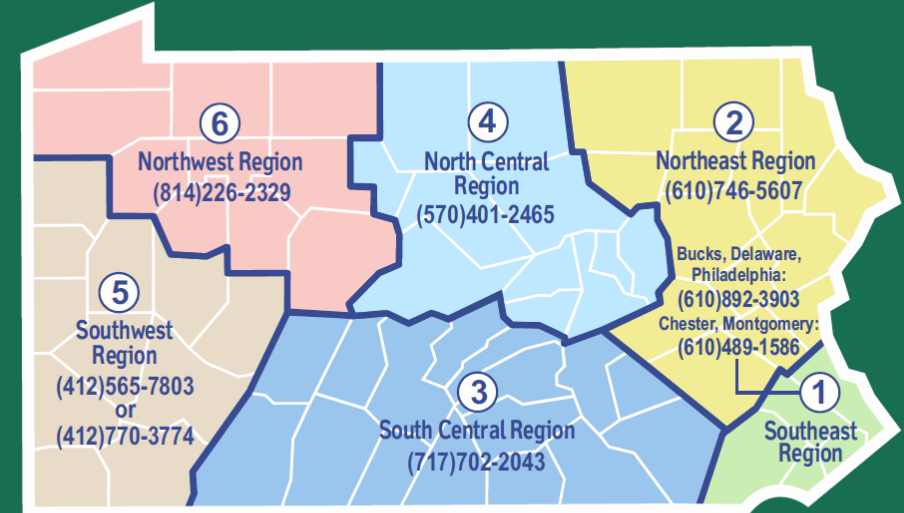 6
Northwest Region
(814)226-2329
4
North Central
Region
(570)401-2465
2
Northeast Region
(610)746-5607
Bucks, Delaware,
Philadelphia:
(610)892-3903
Chester, Montgomery:
(610)489-1586
1
Southeast
Region
5
Southwest
Region
(412)565-7803
or
(412)770-3774
3
South Central Region
(717)702-2043